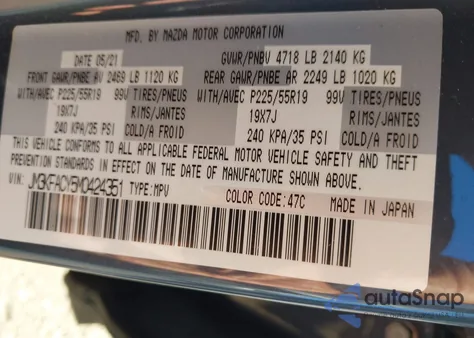 MFD. BY MAZDA MOTOR CORPORATION
DATE 05/21 GVWR/PNBV 4718 LB 2140 KG
FRONT GAWR/PNBE AV 2469 LB 1120 KG REAR GAWR/PNBE AR 2249 LB 1020 KG
WITH/AVEC P225/55R19 99V TIRES/PNEUS WITH/AVEC P225/55R19 99V TIRES/PNEUS
19X7J RIMS/JANTES 19X7J RIMS/JANTES
240 KPA/35 PSI COLD/A FROID 240 KPA/35 PSI COLD/A FROID
THIS VEHICLE CONFORMS TO ALL APPLICABLE FEDERAL MOTOR VEHICLE SAFETY AND THEFT
PREVENTION STANDARDS IN EFFECT ON THE DATE OF MANUFACTURE SHOWN ABOVE.
VIN: JM3KFACY5M0424351 TYPE: MPV COLOR CODE: 47C MADE IN JAPAN
autoSnap